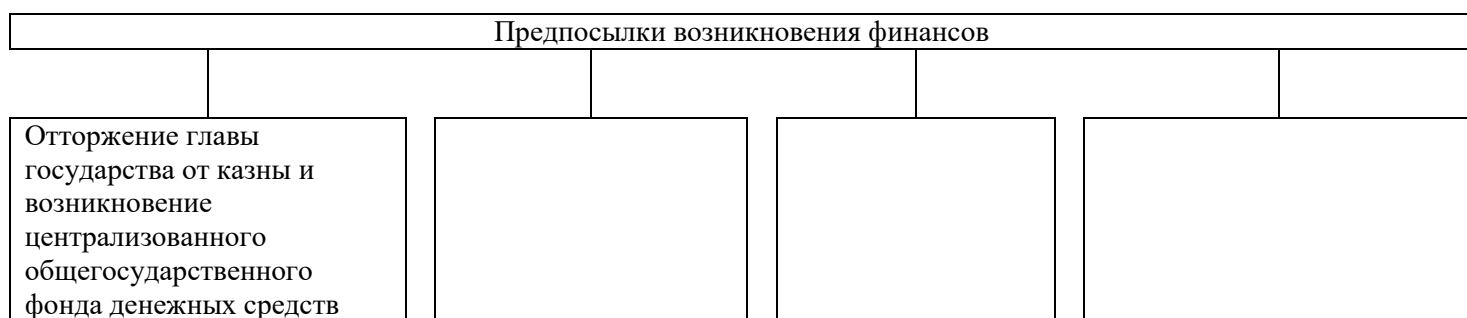 Предпосылки возникновения финансов
Отторжение главы
государства от казны и
возникновение
централизованного
общегосударственного
фонда денежных средств